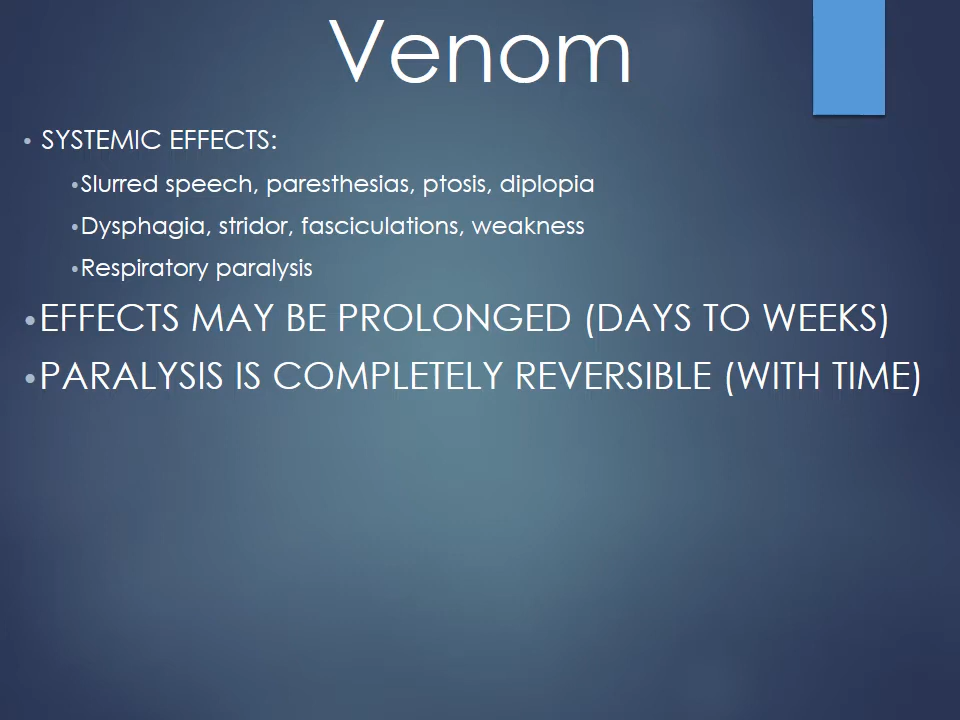 Venom
• SYSTEMIC EFFECTS:
•Slurred speech, paresthesias, ptosis, diplopia
•Dysphagia, stridor, fasciculations, weakness
•Respiratory paralysis
•EFFECTS MAY BE PROLONGED (DAYS TO WEEKS)
•PARALYSIS IS COMPLETELY REVERSIBLE (WITH TIME)